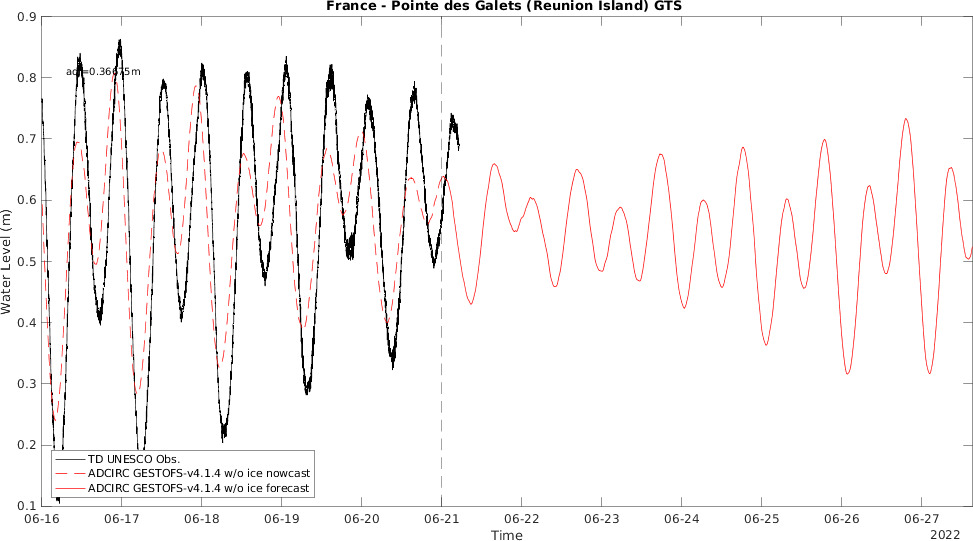 France - Pointe des Galets (Reunion Island) GTS
0.9
0.8
0.7
0.6
0.5
0.4
0.3
0.2
0.1
Water Level (m)
adj=0.36675m
TD UNESCO Obs.
ADCIRC GESTOFS-v4.1.4 w/o ice nowcast
ADCIRC GESTOFS-v4.1.4 w/o ice forecast
06-16 06-17 06-18 06-19 06-20 06-21 06-22 06-23 06-24 06-25 06-26 06-27
2022
Time